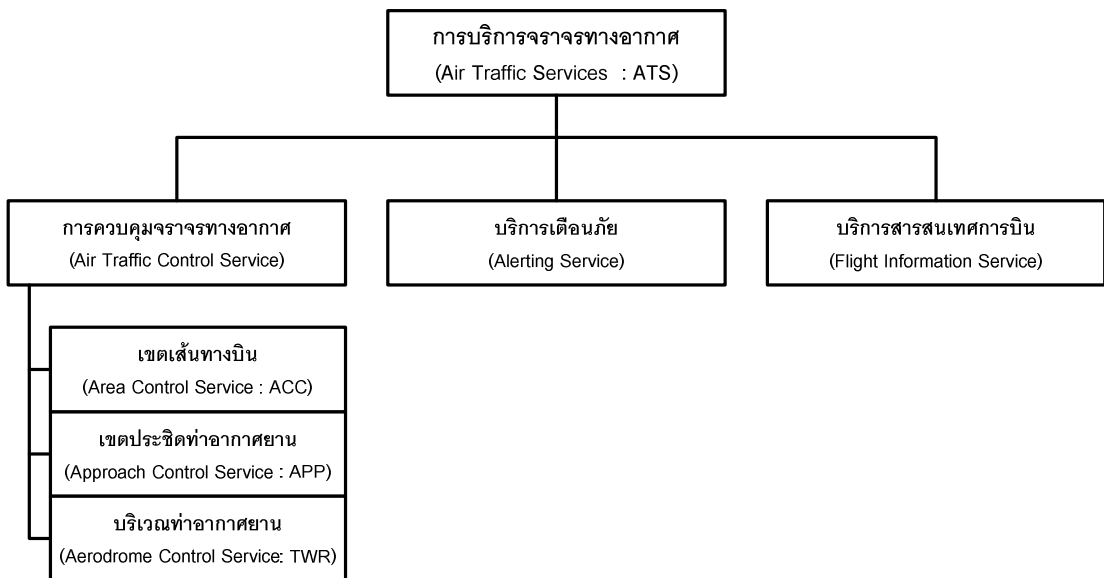 การบริการจราจรทางอากาศ
(Air Traffic Services : ATS)
การควบคุมจราจรทางอากาศ
(Air Traffic Control Service)
บริการเตือนภัย
(Alerting Service)
บริการสารสนเทศการบิน
(Flight Information Service)
เขตเส้นทางบิน
(Area Control Service : ACC)
เขตประชิดท่าอากาศยาน
(Approach Control Service : APP)
บริเวณท่าอากาศยาน
(Aerodrome Control Service: TWR)